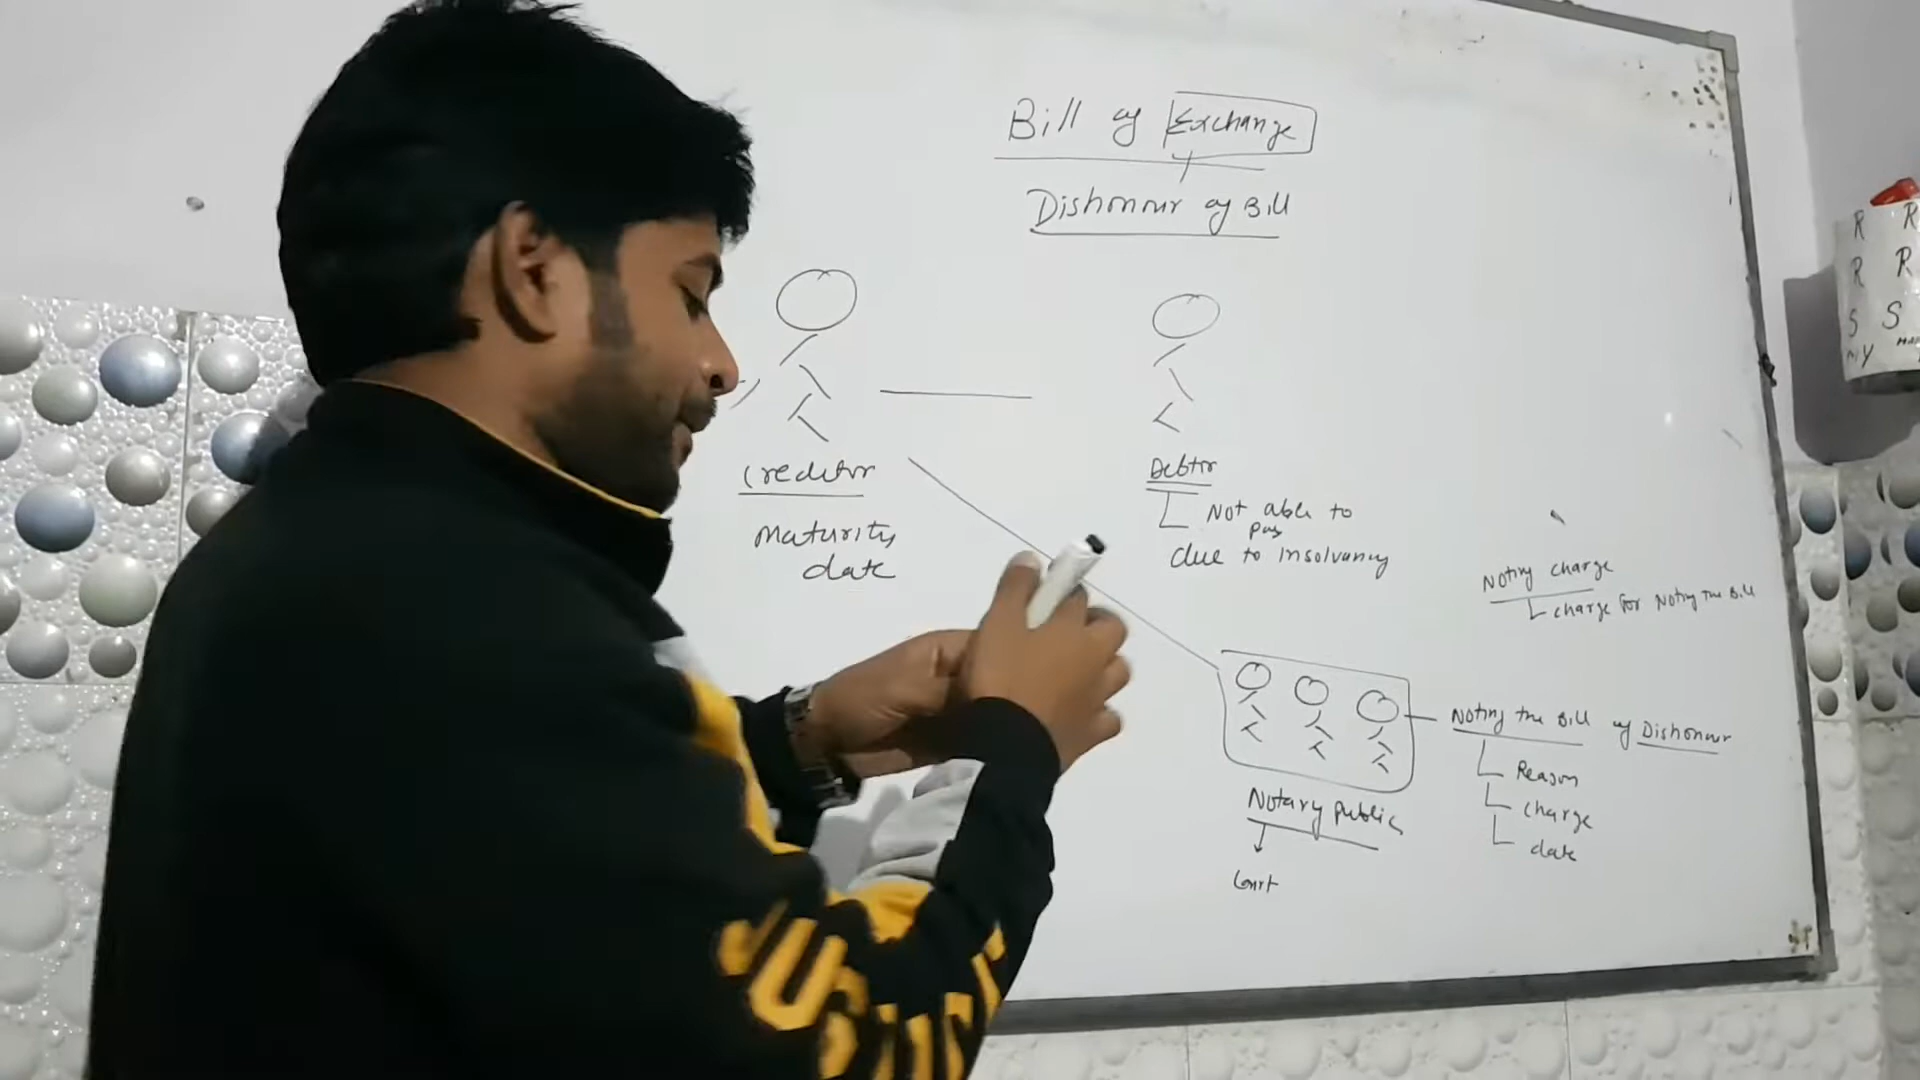 Bill of Exchange
Dishonour of Bill
Creditor
Maturity
date
Debtor
Not able to
pay
due to insolvancy
Noting charge
charge for Noting the Bill
Noting the Bill of Dishonour
Reason
charge
date
Notary public
Court
R R
R R
S S